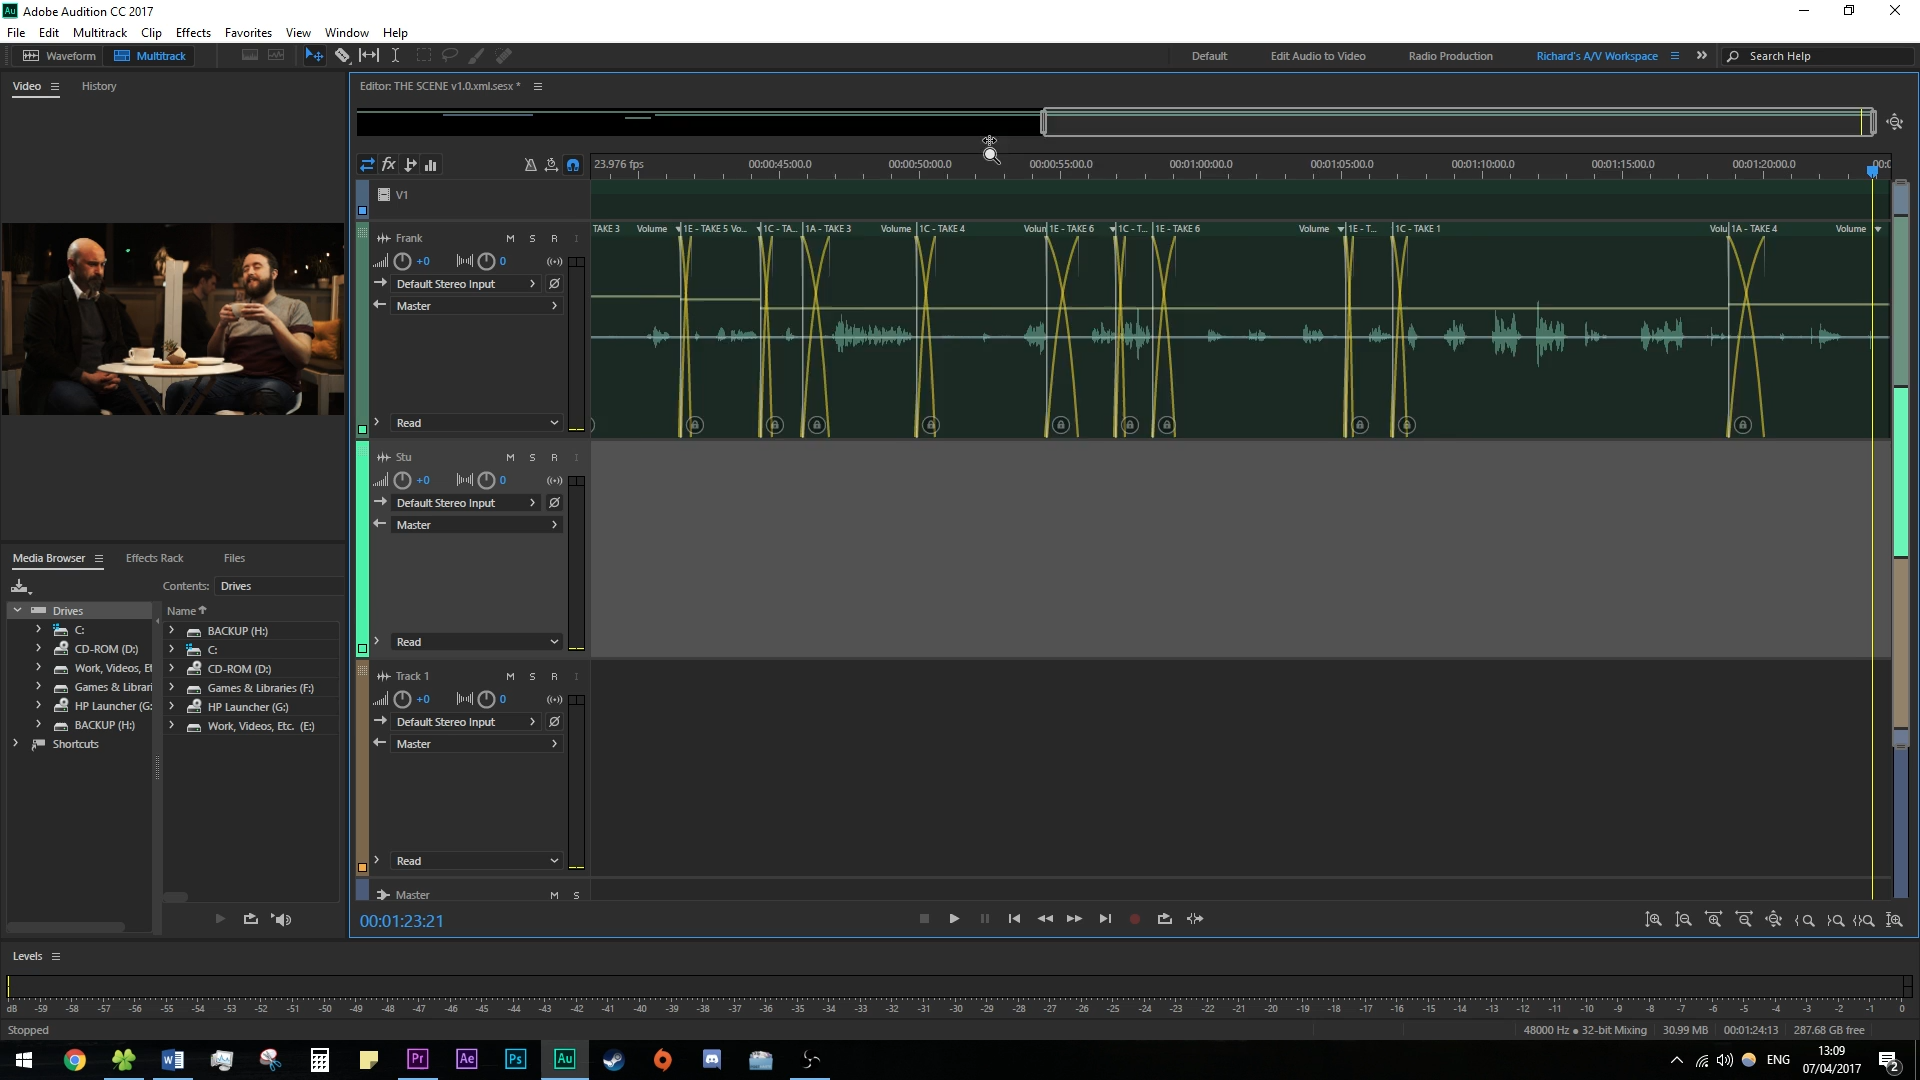 Au Adobe Audition CC 2017
File Edit Multitrack Clip Effects Favorites View Window Help
Waveform Multitrack Default Edit Audio to Video Radio Production Richard's A/V Workspace Search Help
Video History
Editor: THE SCENE v1.0.xml.sesx *
fx 23.976 fps 00:00:45:00 00:00:50:00 00:00:55:00 00:01:00:00 00:01:05:00 00:01:10:00 00:01:15:00 00:01:20:00
V1
TAKE 3 Volume 1E - TAKE 5 Vo... 1C - TA... 1A - TAKE 3 Volume 1C - TAKE 4 Volun 1E - TAKE 6 1C - T... 1E - TAKE 6 Volume 1E - T... 1C - TAKE 1 Volu 1A - TAKE 4 Volume
Frank M S R I
+0 0
Default Stereo Input
Master
Read
Stu M S R I
+0 0
Default Stereo Input
Master
Read
Track 1 M S R I
+0 0
Default Stereo Input
Master
Read
Master M S
00:01:23:21
Media Browser Effects Rack Files
Contents: Drives
Drives
C:
CD-ROM (D:)
Work, Videos, Et
Games & Librari
HP Launcher (G:
BACKUP (H:)
Shortcuts
Name
BACKUP (H:)
C:
CD-ROM (D:)
Games & Libraries (F:)
HP Launcher (G:)
Work, Videos, Etc. (E:)
Levels
dB -59 -58 -57 -56 -55 -54 -53 -52 -51 -50 -49 -48 -47 -46 -45 -44 -43 -42 -41 -40 -39 -38 -37 -36 -35 -34 -33 -32 -31 -30 -29 -28 -27 -26 -25 -24 -23 -22 -21 -20 -19 -18 -17 -16 -15 -14 -13 -12 -11 -10 -9 -8 -7 -6 -5 -4 -3 -2 -1 0
Stopped 48000 Hz ● 32-bit Mixing 30.99 MB 00:01:24:13 287.68 GB free
Pr Ae Ps Au ENG 13:09
07/04/2017 2